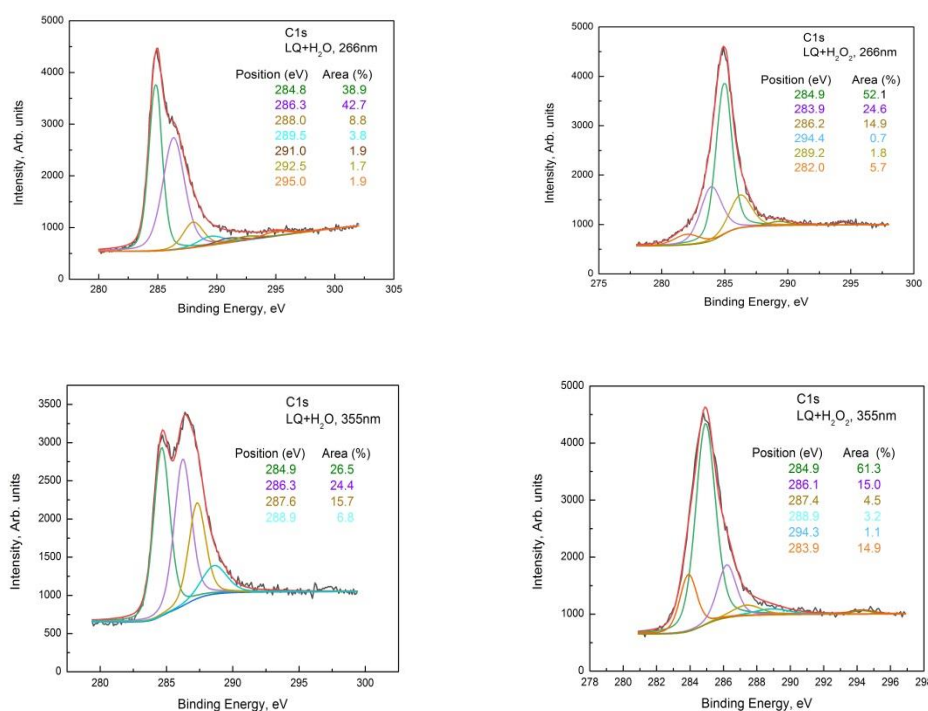 C1s
LQ+H₂O, 266nm
Position (eV) Area (%)
284.8 38.9
286.3 42.7
288.0 8.8
289.5 3.8
291.0 1.9
292.5 1.7
295.0 1.9
5000
4000
3000
2000
1000
0
Intensity, Arb. units
280 285 290 295 300 305
Binding Energy, eV
C1s
LQ+H₂O₂, 266nm
Position (eV) Area (%)
284.9 52.1
283.9 24.6
286.2 14.9
294.4 0.7
289.2 1.8
282.0 5.7
5000
4000
3000
2000
1000
0
Intensity, Arb. units
275 280 285 290 295 300
Binding Energy, eV
C1s
LQ+H₂O, 355nm
Position (eV) Area (%)
284.9 26.5
286.3 24.4
287.6 15.7
288.9 6.8
3500
3000
2500
2000
1500
1000
500
0
Intensity, Arb. units
280 285 290 295 300
Binding Energy, eV
C1s
LQ+H₂O₂, 355nm
Position (eV) Area (%)
284.9 61.3
286.1 15.0
287.4 4.5
288.9 3.2
294.3 1.1
283.9 14.9
5000
4000
3000
2000
1000
0
Intensity, Arb. units
278 280 282 284 286 288 290 292 294 296 298
Binding Energy, eV